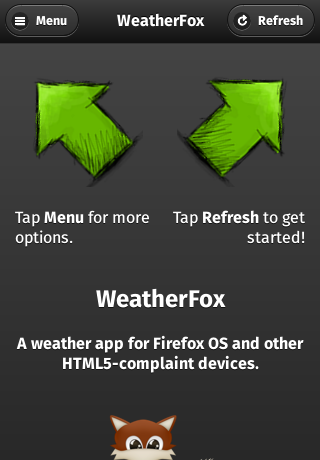 Menu
WeatherFox
Refresh
Tap Menu for more
options.
Tap Refresh to get
started!
WeatherFox
A weather app for Firefox OS and other
HTML5-complaint devices.